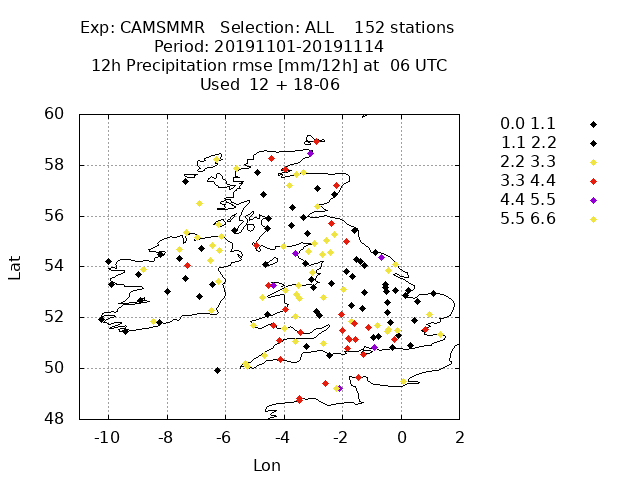 Exp: CAMSMMR Selection: ALL 152 stations
Period: 20191101-20191114
12h Precipitation rmse [mm/12h] at 06 UTC
Used 12 + 18-06
60
58
56
54
52
50
48
Lat
-10 -8 -6 -4 -2 0 2
Lon
0.0 1.1
1.1 2.2
2.2 3.3
3.3 4.4
4.4 5.5
5.5 6.6